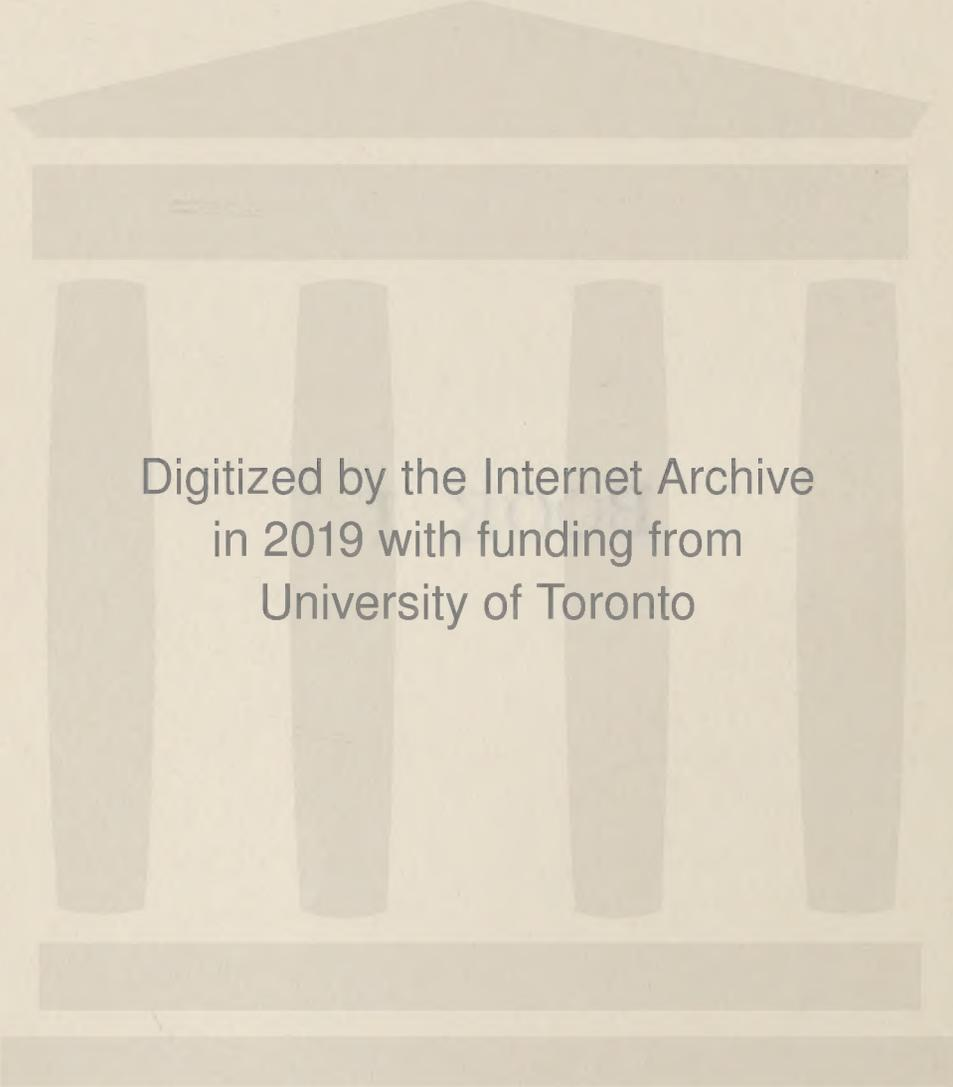 Digitized by the Internet Archive
in 2019 with funding from
University of Toronto